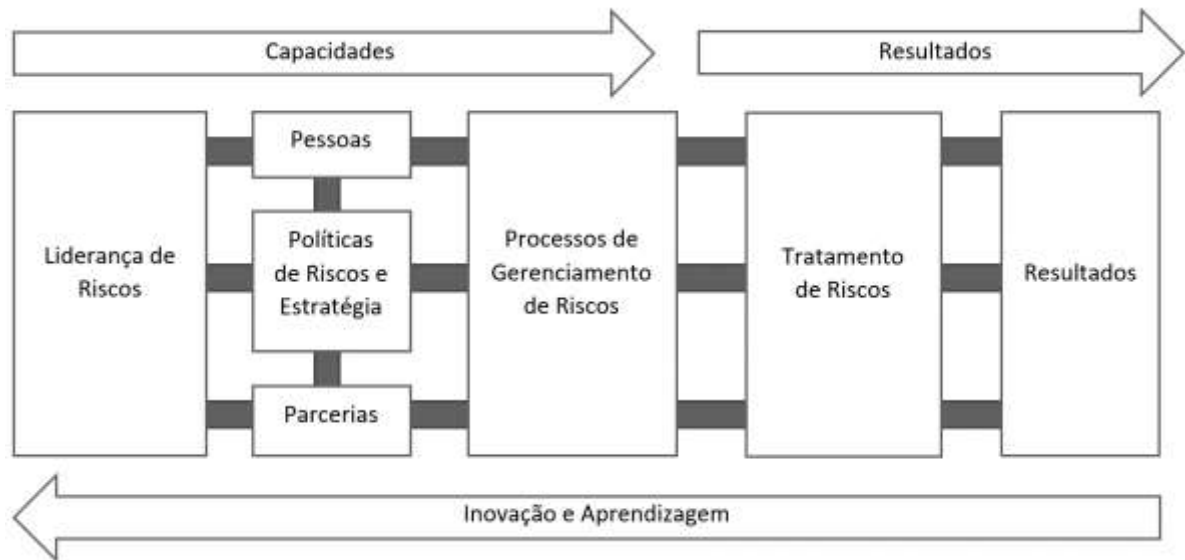 Capacidades
Resultados
Liderança de
Riscos
Pessoas
Políticas
de Riscos e
Estratégia
Parcerias
Processos de
Gerenciamento
de Riscos
Tratamento
de Riscos
Resultados
Inovação e Aprendizagem